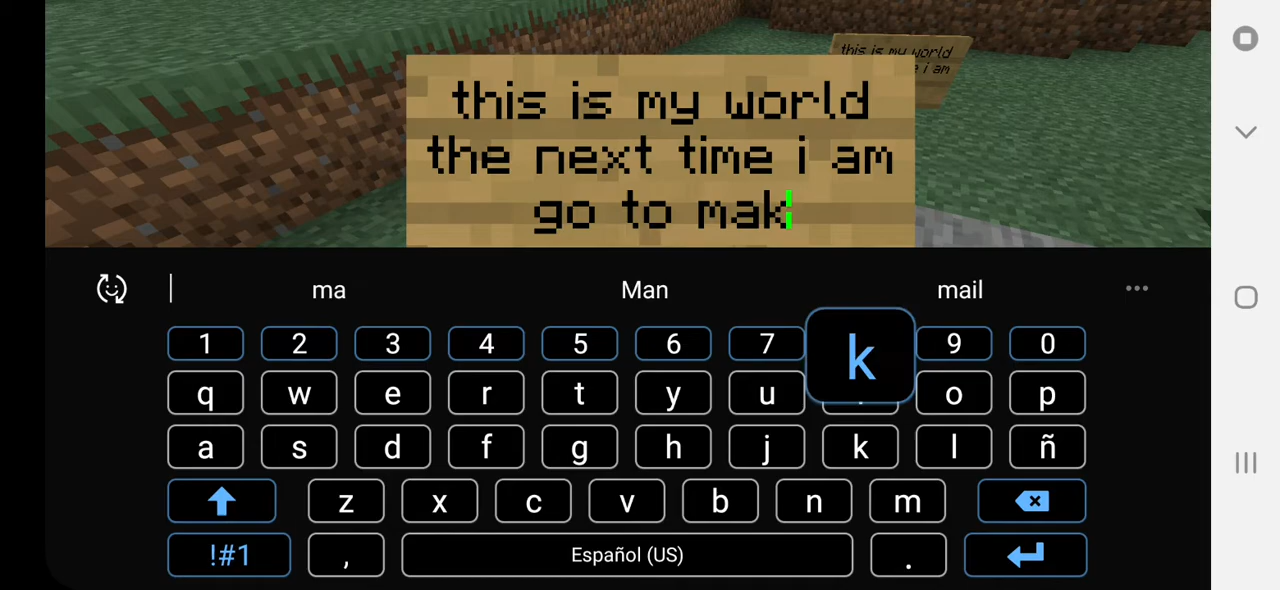 this is my world
e i am
this is my world
the next time i am
go to mak
ma Man mail
1 2 3 4 5 6 7 k 9 0
q w e r t y u o p
a s d f g h j k l ñ
z x c v b n m
!#1 , Español (US) .